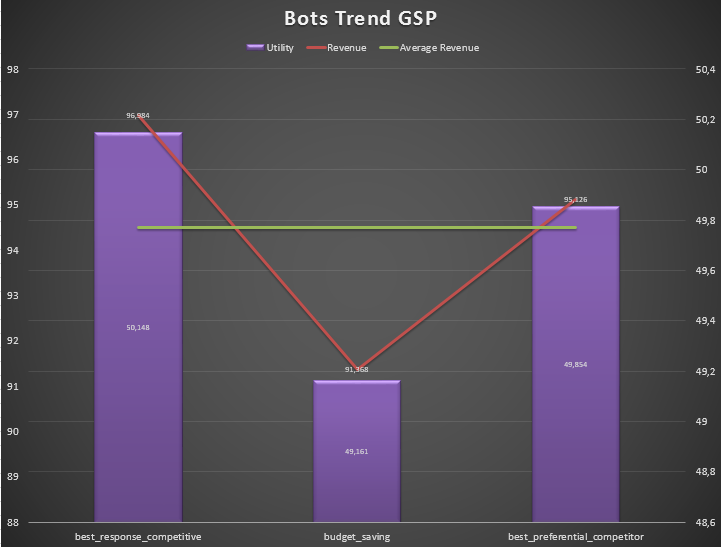 Bots Trend GSP
Utility Revenue Average Revenue
98 50,4
97 96,984 50,2
96 50
95 95,126 49,8
94 49,6
93 49,4
92 50,148 49,854
91 91,368 49,2
90 49,161 49
89 48,8
88 48,6
best_response_competitive budget_saving best_preferential_competitor